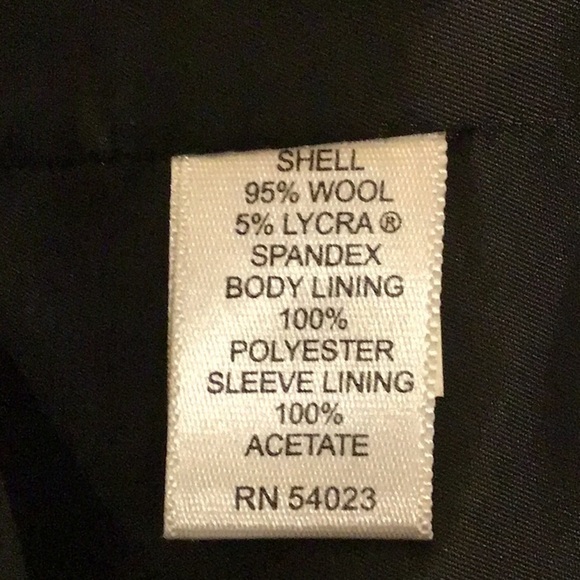 SHELL
95% WOOL
5% LYCRA ®
SPANDEX
BODY LINING
100%
POLYESTER
SLEEVE LINING
100%
ACETATE
RN 54023